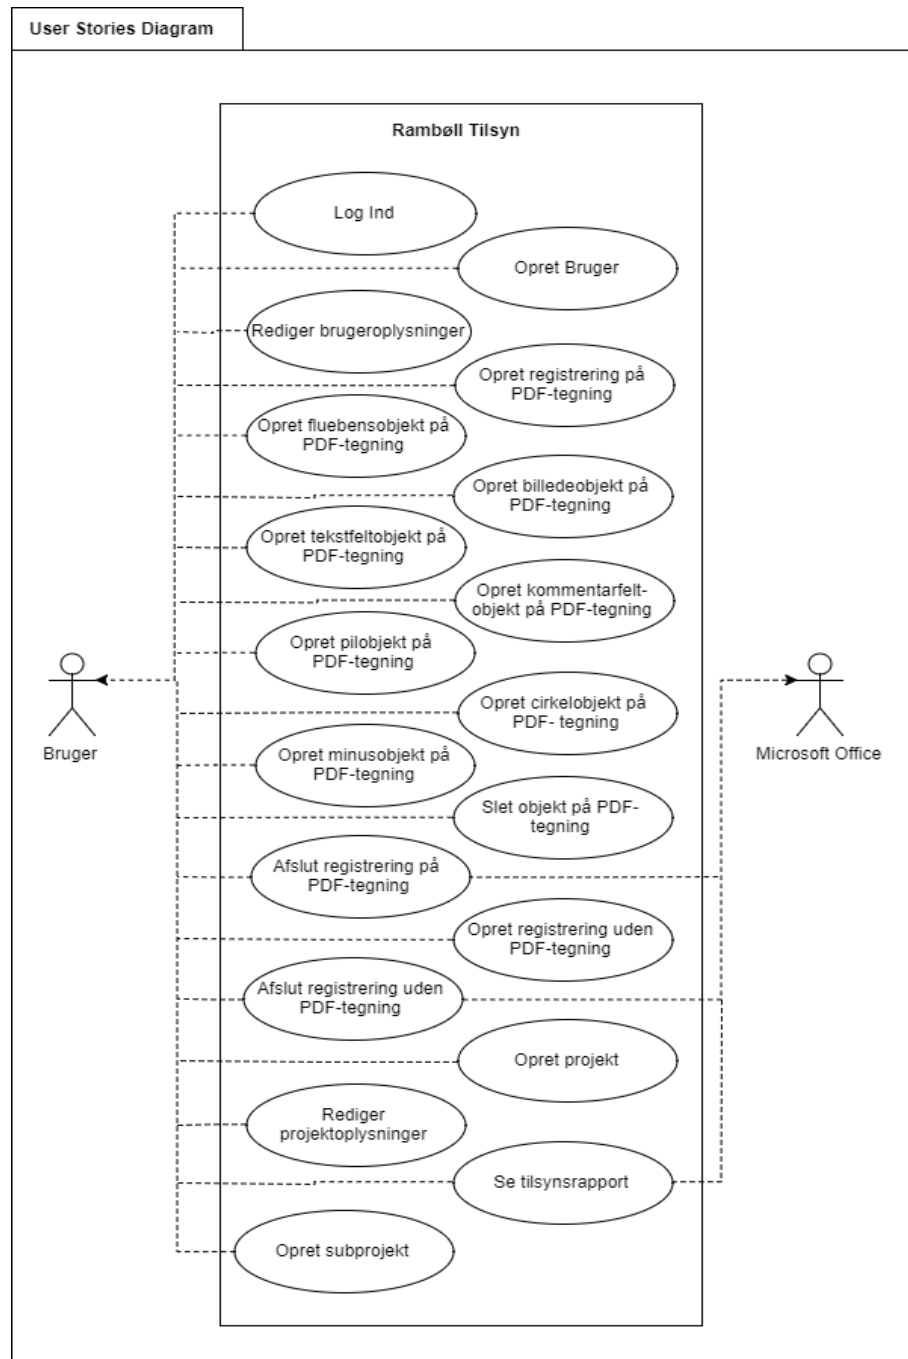 User Stories Diagram
Rambøll Tilsyn
Log Ind
Opret Bruger
Rediger brugeroplysninger
Opret registrering på
PDF-tegning
Opret fluebensobjekt på
PDF-tegning
Opret billedeobjekt på
PDF-tegning
Opret tekstfeltobjekt på
PDF-tegning
Opret kommentarfelt-
objekt på PDF-tegning
Opret pilobjekt på
PDF-tegning
Opret cirkelobjekt på
PDF- tegning
Bruger
Microsoft Office
Opret minusobjekt på
PDF-tegning
Slet objekt på PDF-
tegning
Afslut registrering på
PDF-tegning
Opret registrering uden
PDF-tegning
Afslut registrering uden
PDF-tegning
Opret projekt
Rediger
projektoplysninger
Se tilsynsrapport
Opret subprojekt